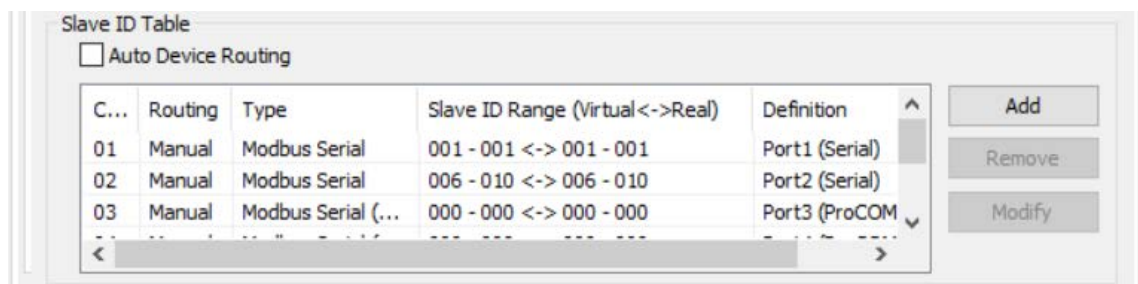 Slave ID Table
Auto Device Routing
C... Routing Type Slave ID Range (Virtual<->Real) Definition
01 Manual Modbus Serial 001 - 001 <-> 001 - 001 Port1 (Serial)
02 Manual Modbus Serial 006 - 010 <-> 006 - 010 Port2 (Serial)
03 Manual Modbus Serial (... 000 - 000 <-> 000 - 000 Port3 (ProCOM
Add
Remove
Modify